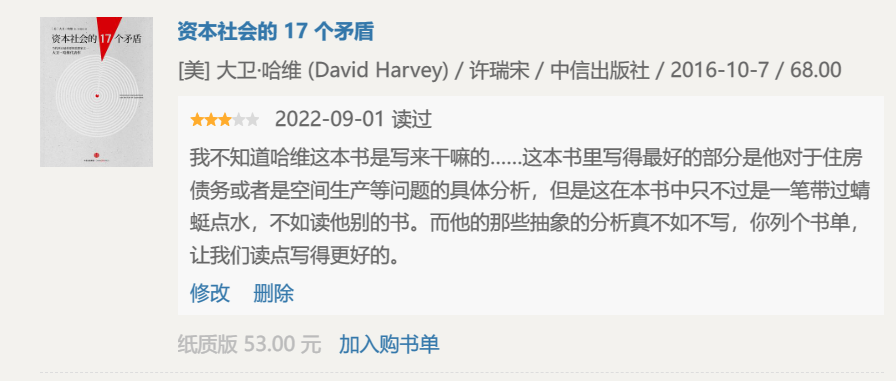 资本社会的 17 个矛盾
资本社会的 17 个矛盾
[美] 大卫·哈维 (David Harvey) / 许瑞宋 / 中信出版社 / 2016-10-7 / 68.00
2022-09-01 读过
我不知道哈维这本书是写来干嘛的......这本书里写得最好的部分是他对于住房
债务或者是空间生产等问题的具体分析，但是这在本书中只不过是一笔带过蜻
蜓点水，不如读他别的书。而他的那些抽象的分析真不如不写，你列个书单，
让我们读点写得更好的。
修改 删除
纸质版 53.00 元 加入购书单